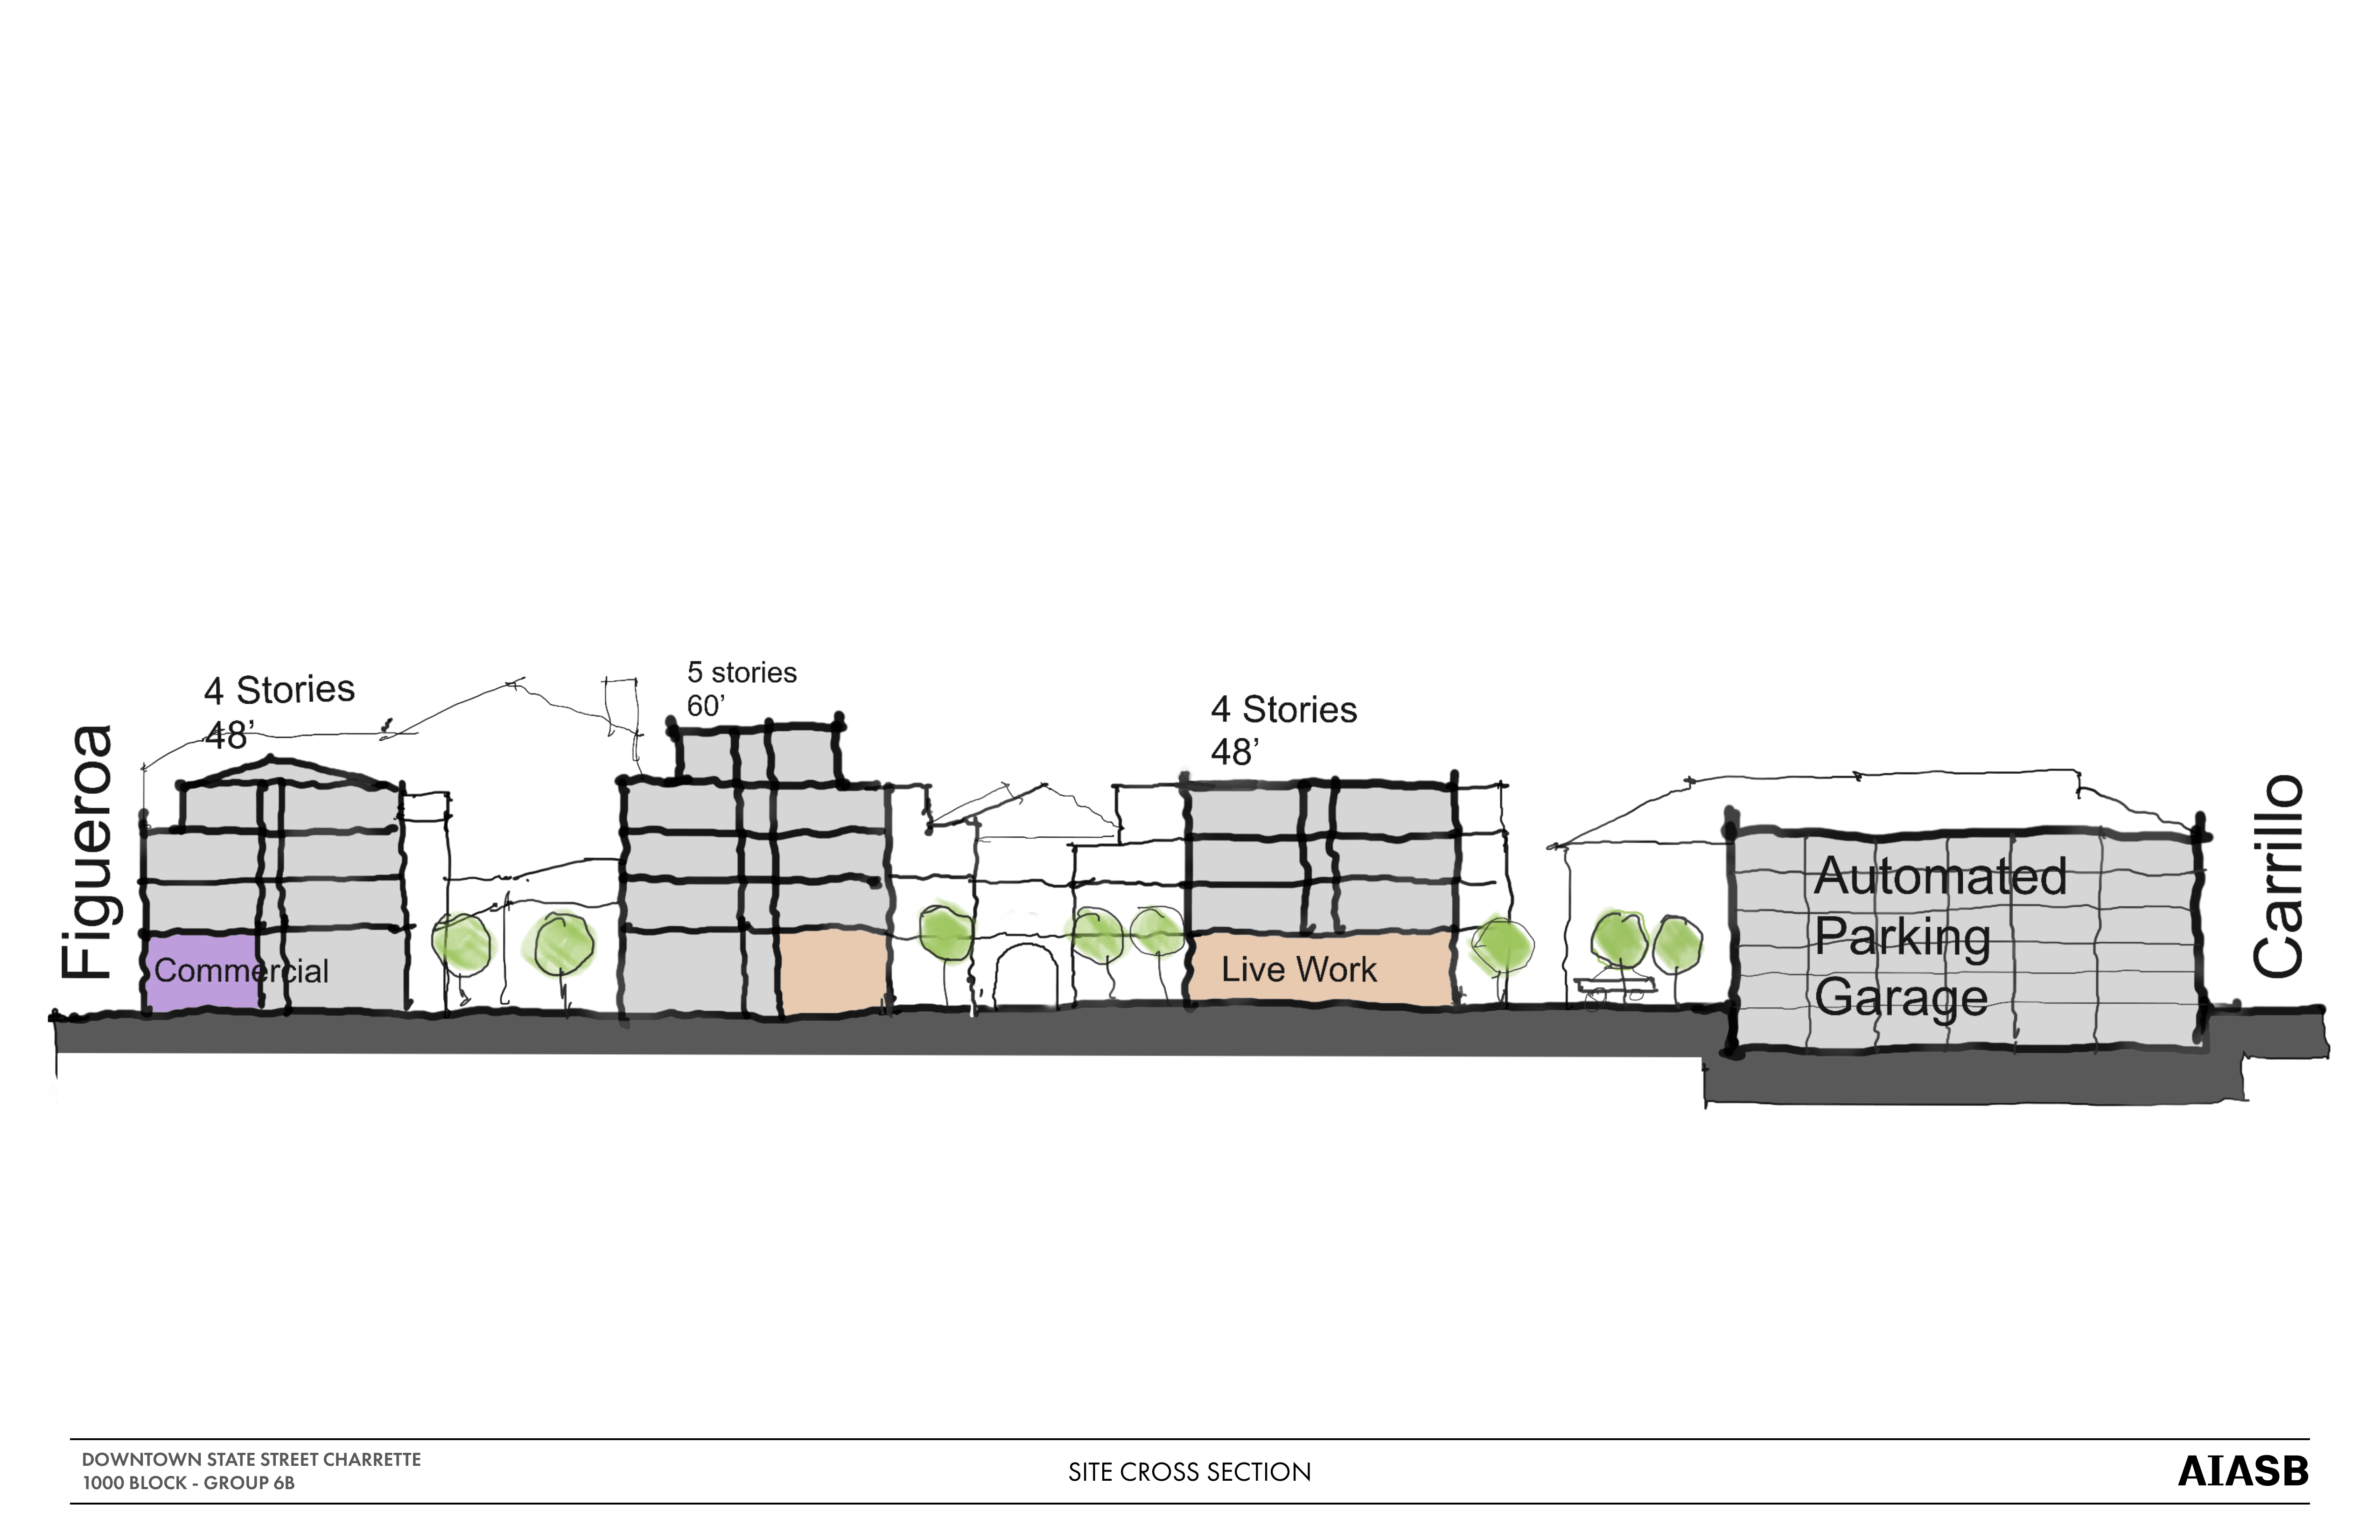 Figueroa
4 Stories
48’
5 stories
60’
4 Stories
48’
Commercial
Live Work
Automated
Parking
Garage
Carrillo
DOWNTOWN STATE STREET CHARRETTE
1000 BLOCK - GROUP 6B
SITE CROSS SECTION
AIASB